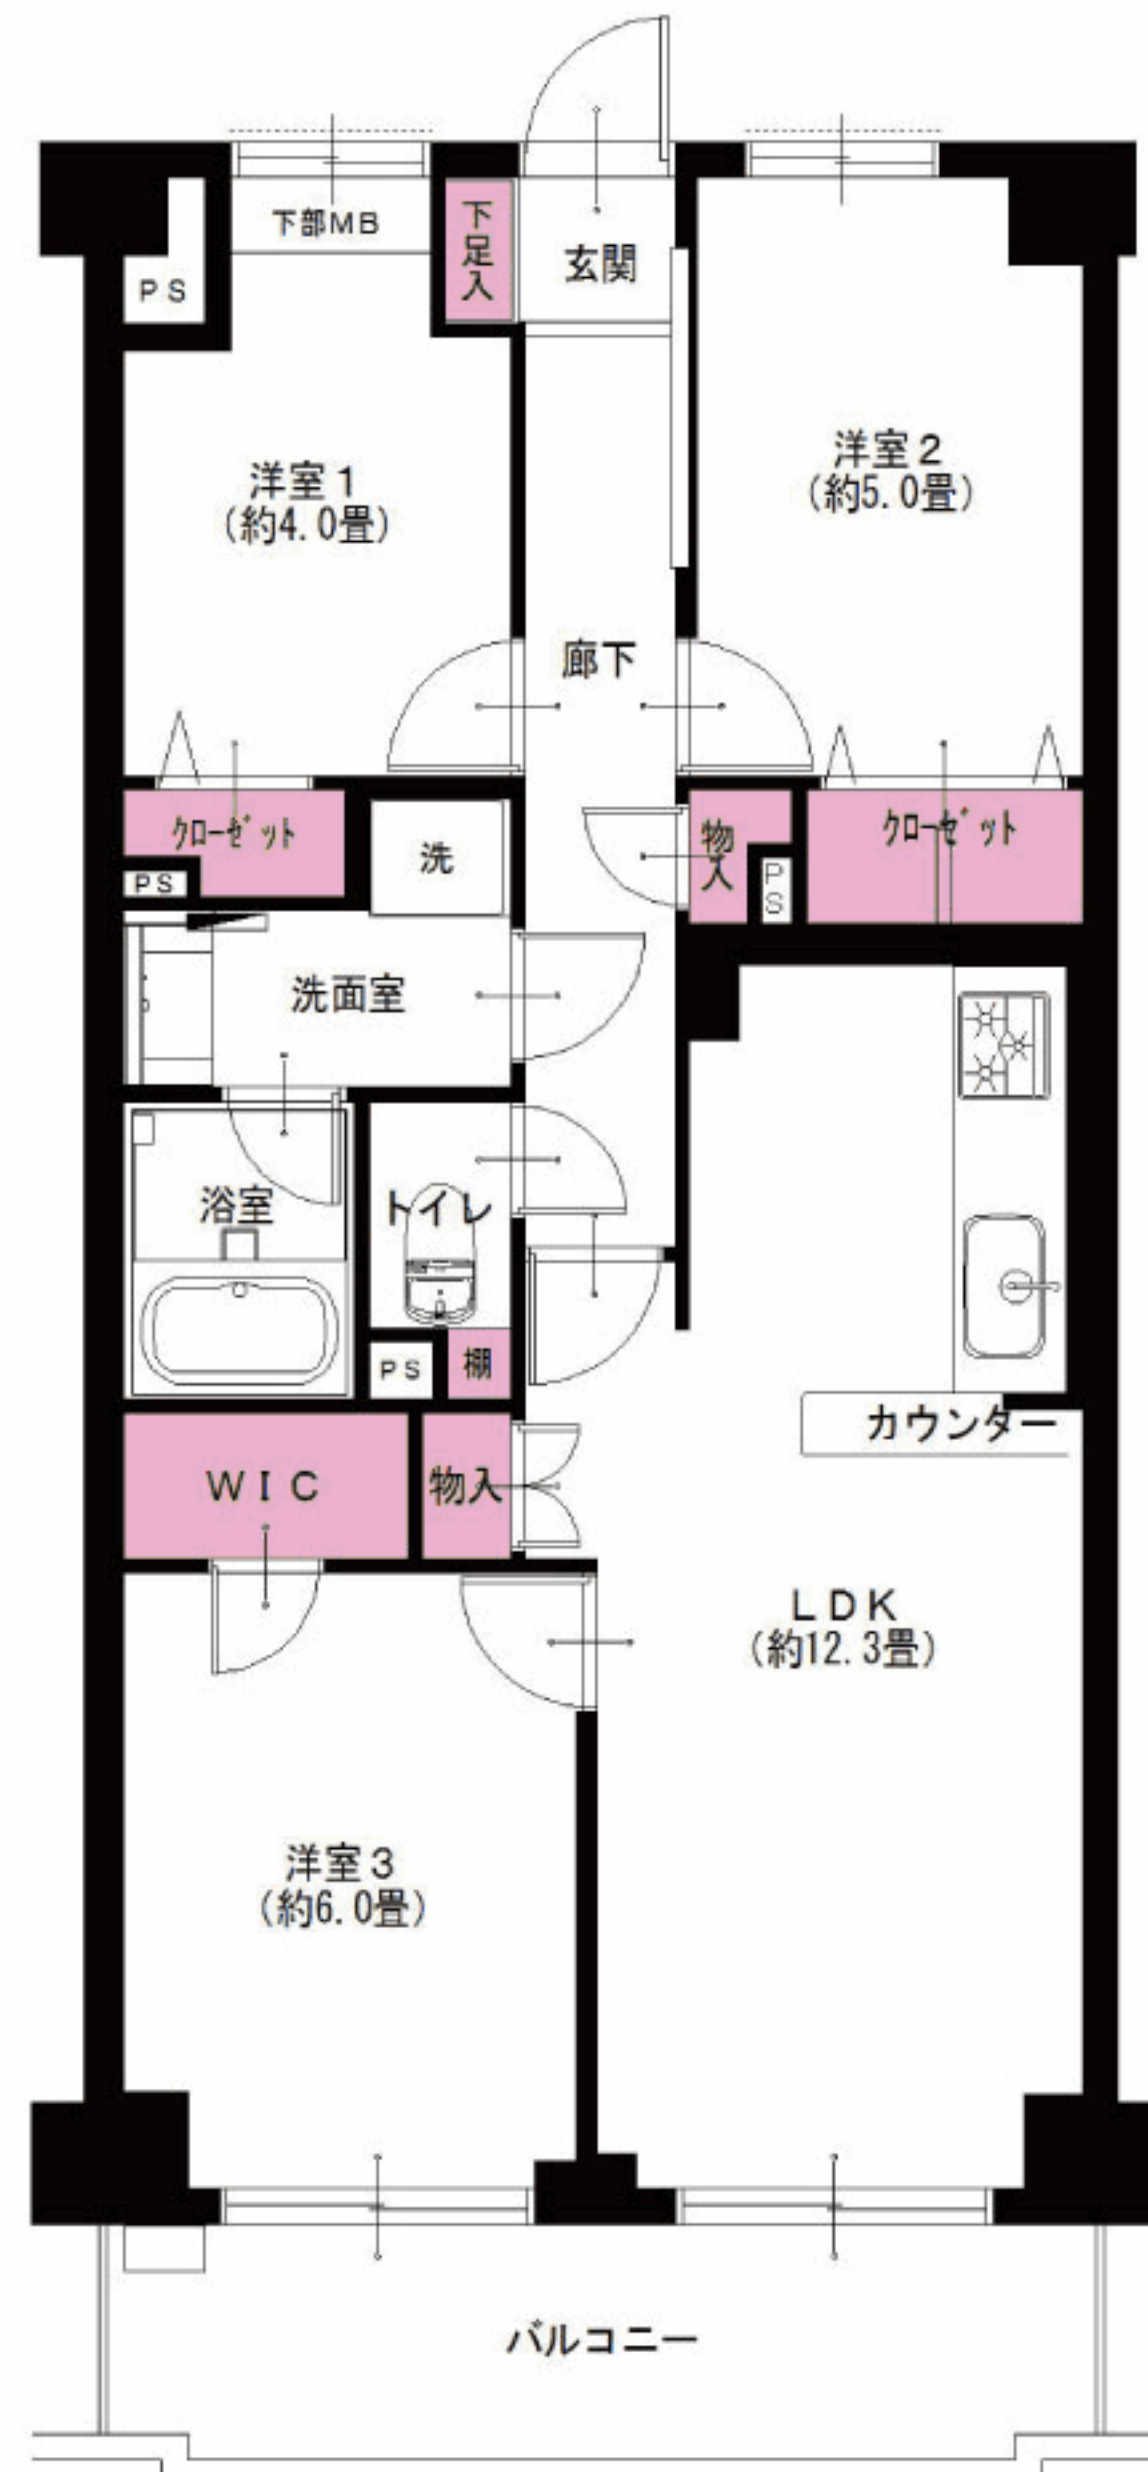 下部MB
下足入
玄関
PS
洋室1
(約4.0畳)
洋室2
(約5.0畳)
廊下
クローゼット
洗
物入
クローゼット
PS
PS
洗面室
浴室
トイレ
PS
棚
カウンター
WIC
物入
LDK
(約12.3畳)
洋室3
(約6.0畳)
バルコニー